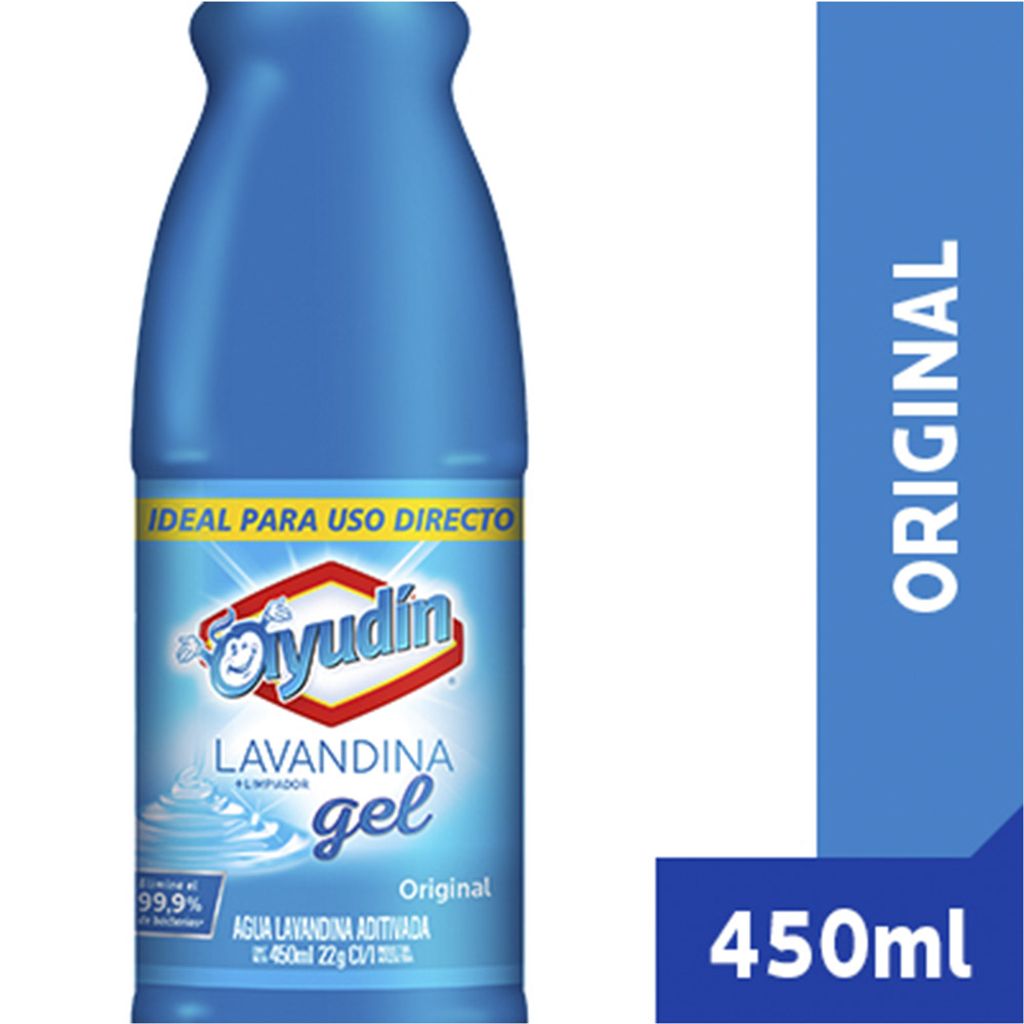 IDEAL PARA USO DIRECTO
Ayudín
LAVANDINA
+ LIMPIADOR
gel
Original
Elimina el
99,9%
de bacterias*
AGUA LAVANDINA ADITIVADA
450ml 22g Cl/l
ORIGINAL
450ml